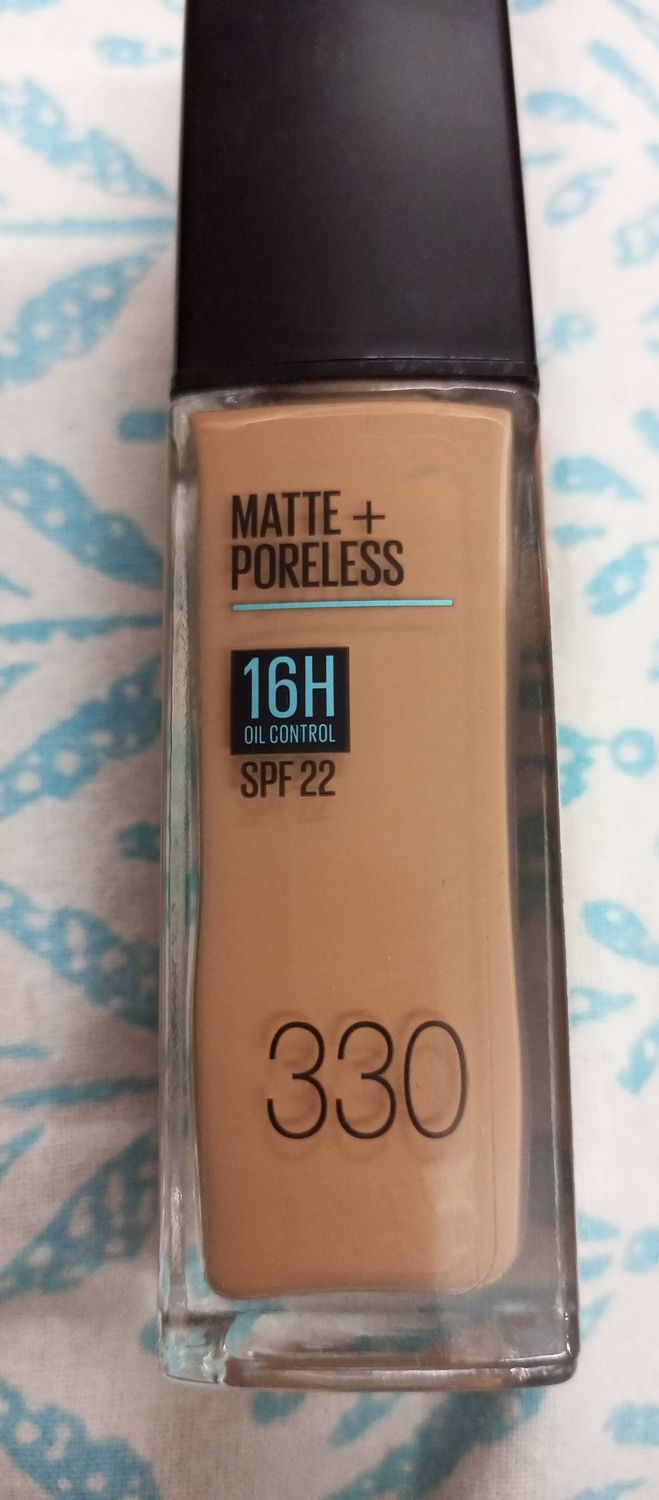 MATTE +
PORELESS
16H
OIL CONTROL
SPF 22
330